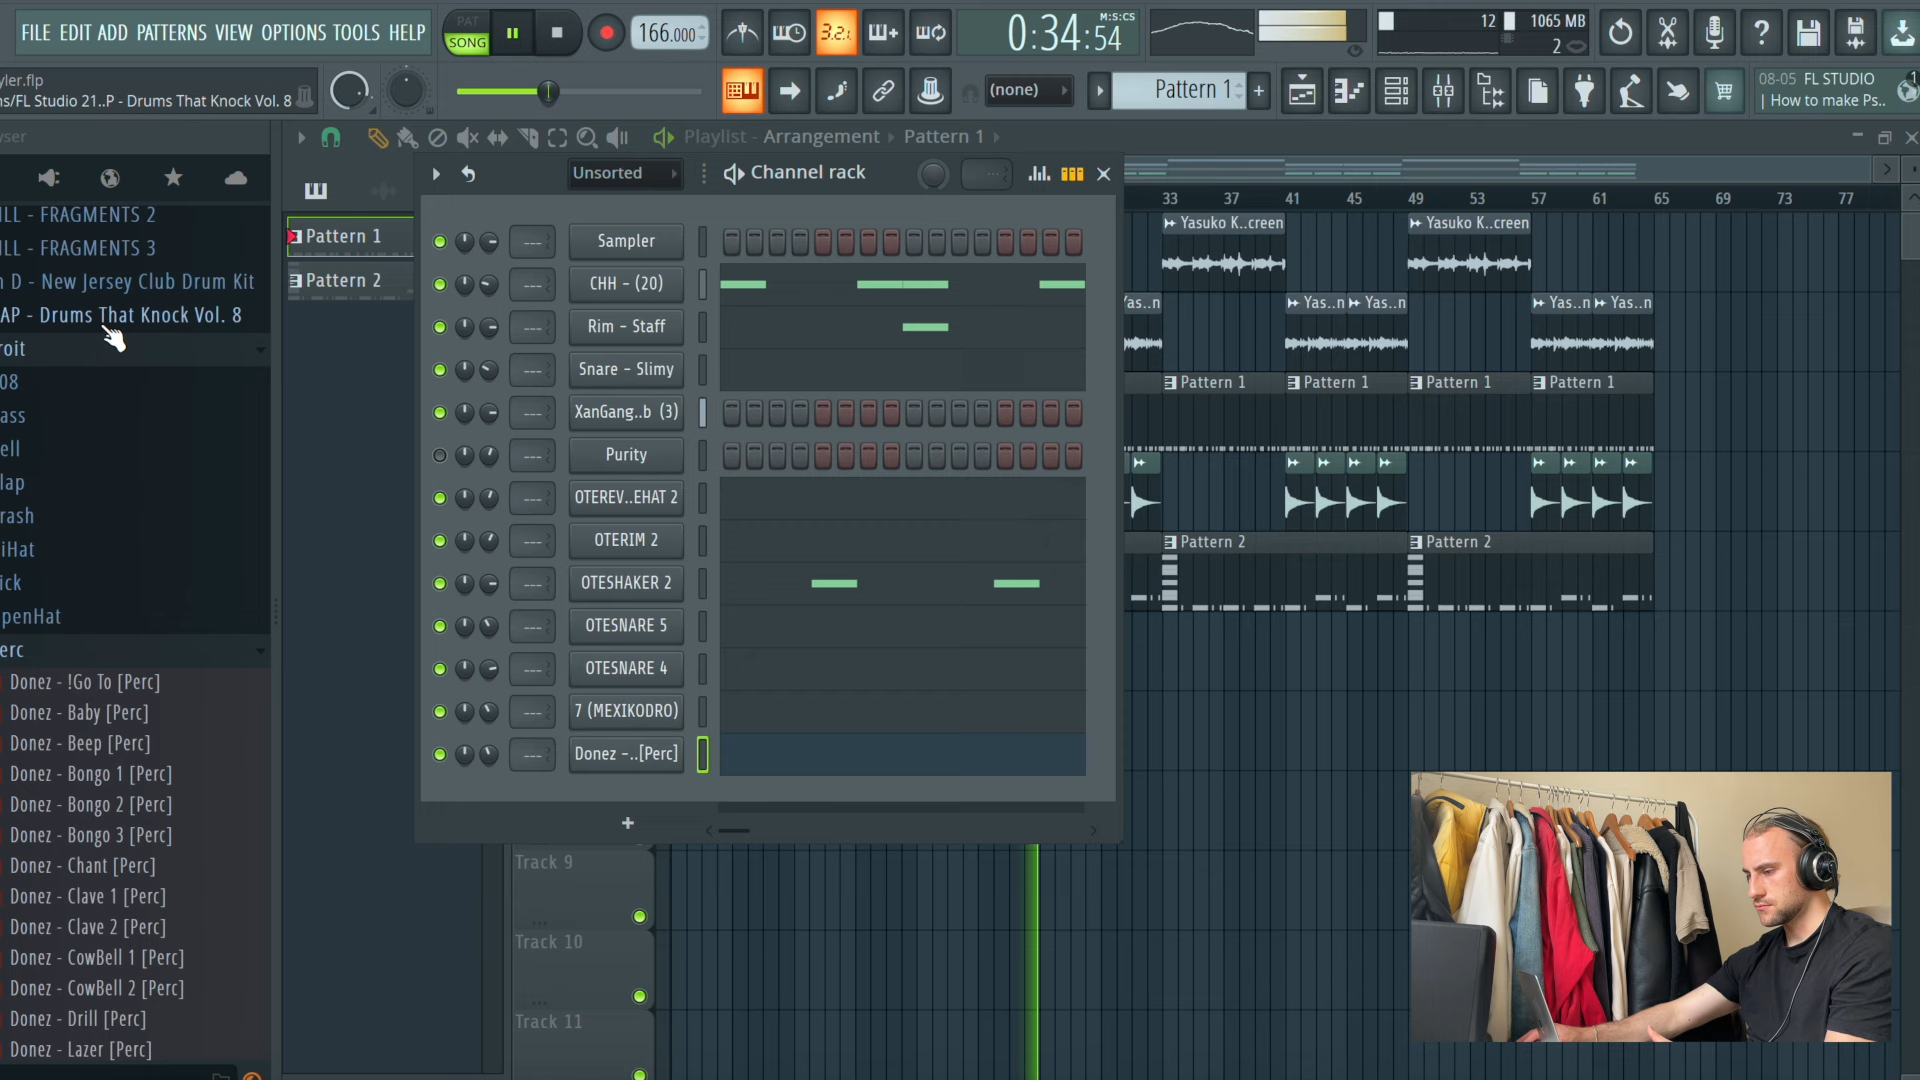 FILE EDIT ADD PATTERNS VIEW OPTIONS TOOLS HELP
PAT
SONG
166.000
3.2.
0:34:54
M:S:CS
12
1065 MB
2
yler.flp
ns/FL Studio 21..P - Drums That Knock Vol. 8
(none)
Pattern 1
+
08-05 FL STUDIO
| How to make Ps..
1
wser
Playlist - Arrangement
Pattern 1
ILL - FRAGMENTS 2
ILL - FRAGMENTS 3
n D - New Jersey Club Drum Kit
AP - Drums That Knock Vol. 8
roit
08
ass
ell
lap
rash
iHat
ick
penHat
erc
Donez - !Go To [Perc]
Donez - Baby [Perc]
Donez - Beep [Perc]
Donez - Bongo 1 [Perc]
Donez - Bongo 2 [Perc]
Donez - Bongo 3 [Perc]
Donez - Chant [Perc]
Donez - Clave 1 [Perc]
Donez - Clave 2 [Perc]
Donez - CowBell 1 [Perc]
Donez - CowBell 2 [Perc]
Donez - Drill [Perc]
Donez - Lazer [Perc]
Pattern 1
Pattern 2
Unsorted
Channel rack
Sampler
CHH - (20)
Rim - Staff
Snare - Slimy
XanGang..b (3)
Purity
OTEREV..EHAT 2
OTERIM 2
OTESHAKER 2
OTESNARE 5
OTESNARE 4
7 (MEXIKODRO)
Donez -..[Perc]
+
33 37 41 45 49 53 57 61 65 69 73 77
Yasuko K..creen
Yasuko K..creen
as..n
Yas..n
Yas..n
Yas..n
Yas..n
Pattern 1
Pattern 1
Pattern 1
Pattern 1
Pattern 2
Pattern 2
Track 9
Track 10
Track 11